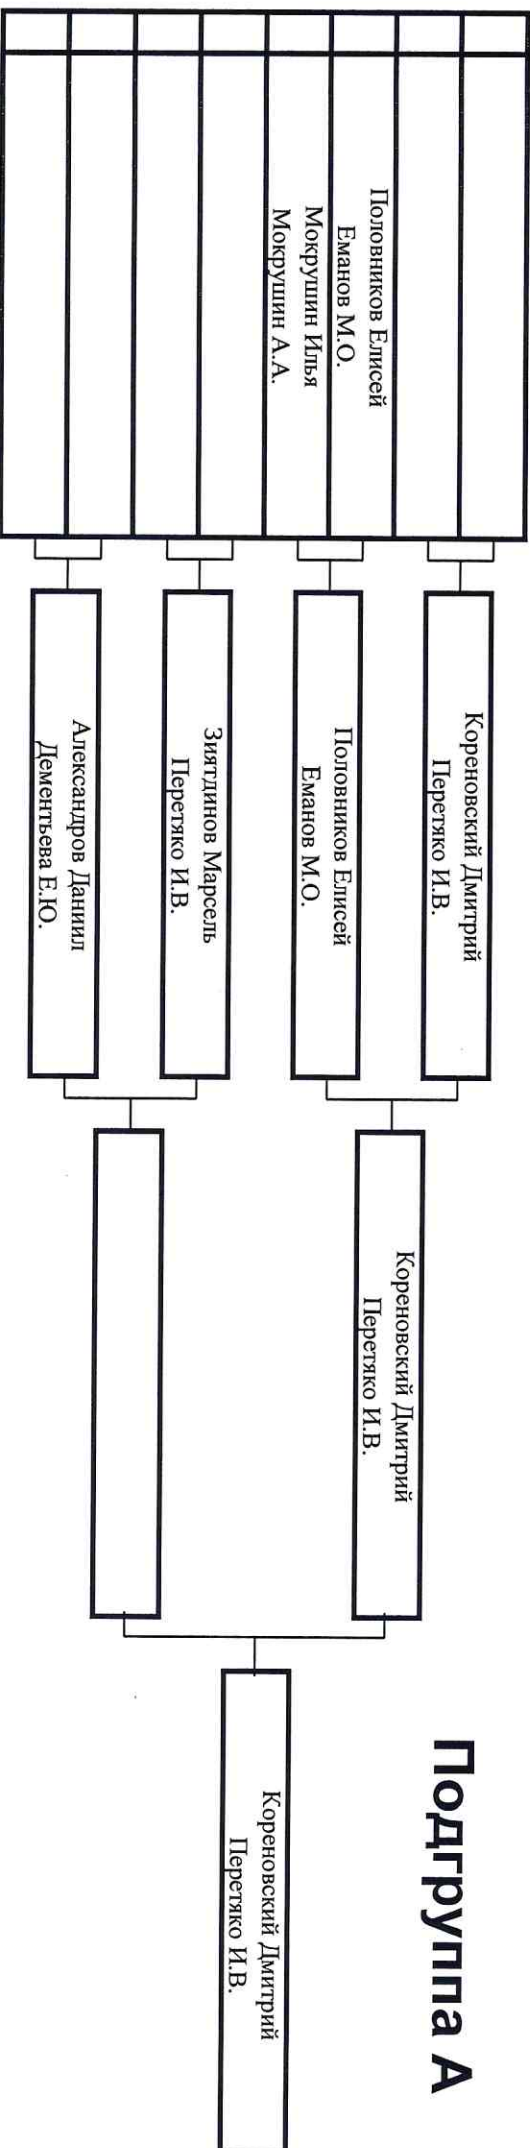 Подгруппа А
Половников Елисей
Еманов М.О.
Мокрушин Илья
Мокрушин А.А.
Кореновский Дмитрий
Перетяко И.В.
Половников Елисей
Еманов М.О.
Зиятдинов Марсель
Перетяко И.В.
Александров Даниил
Дементьева Е.Ю.
Кореновский Дмитрий
Перетяко И.В.
Кореновский Дмитрий
Перетяко И.В.